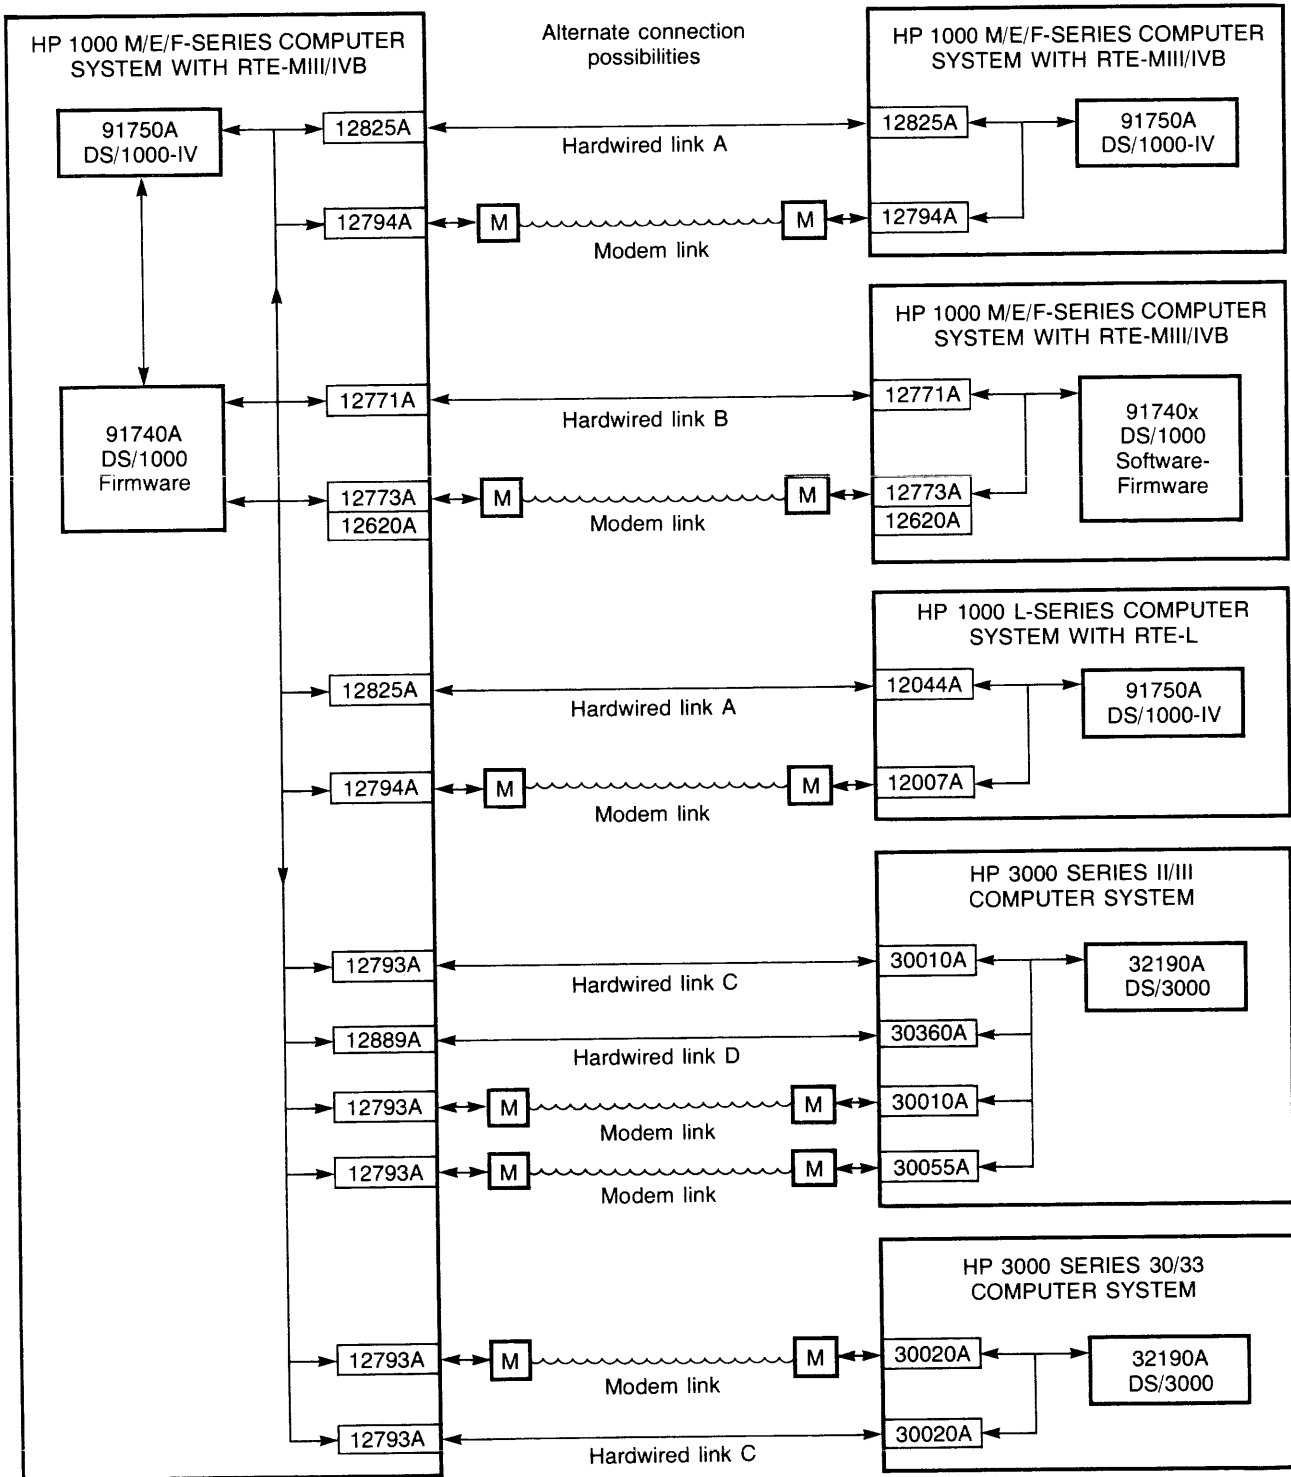 HP 1000 M/E/F-SERIES COMPUTER
SYSTEM WITH RTE-MIII/IVB
91750A
DS/1000-IV
91740A
DS/1000
Firmware
12825A
12794A
12771A
12773A
12620A
12825A
12794A
12793A
12889A
12793A
12793A
12793A
12793A
Alternate connection
possibilities
Hardwired link A
M
M
Modem link
Hardwired link B
M
M
Modem link
Hardwired link A
M
M
Modem link
Hardwired link C
Hardwired link D
M
M
Modem link
M
M
Modem link
M
M
Modem link
Hardwired link C
HP 1000 M/E/F-SERIES COMPUTER
SYSTEM WITH RTE-MIII/IVB
12825A
12794A
91750A
DS/1000-IV
HP 1000 M/E/F-SERIES COMPUTER
SYSTEM WITH RTE-MIII/IVB
12771A
12773A
12620A
91740x
DS/1000
Software-
Firmware
HP 1000 L-SERIES COMPUTER
SYSTEM WITH RTE-L
12044A
12007A
91750A
DS/1000-IV
HP 3000 SERIES II/III
COMPUTER SYSTEM
30010A
30360A
30010A
30055A
32190A
DS/3000
HP 3000 SERIES 30/33
COMPUTER SYSTEM
30020A
30020A
32190A
DS/3000